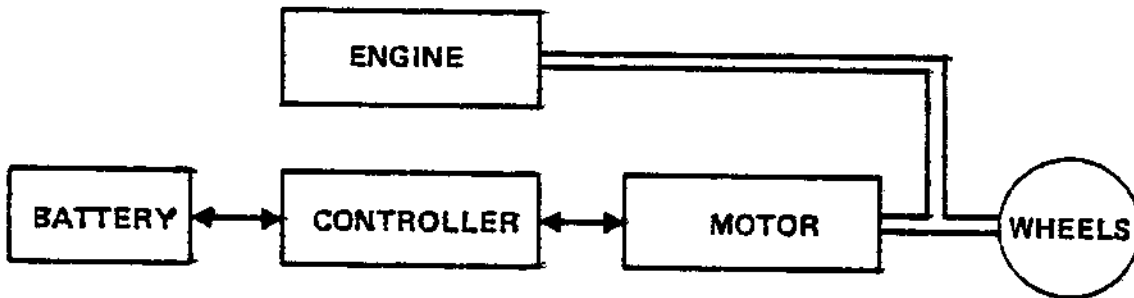 ENGINE
BATTERY
CONTROLLER
MOTOR
WHEELS